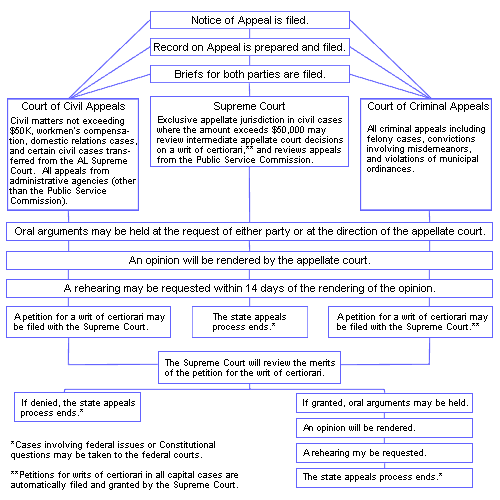 Notice of Appeal is filed.
Record on Appeal is prepared and filed.
Briefs for both parties are filed.
Court of Civil Appeals
Civil matters not exceeding
$50K, workmen's compensa-
tion, domestic relations cases,
and certain civil cases trans-
ferred from the AL Supreme
Court. All appeals from
administrative agencies (other
than the Public Service
Commission).
Supreme Court
Exclusive appellate jurisdiction in civil cases
where the amount exceeds $50,000 may
review intermediate appellate court decisions
on a writ of certiorari,** and reviews appeals
from the Public Service Commission.
Court of Criminal Appeals
All criminal appeals including
felony cases, convictions
involving misdemeanors,
and violations of municipal
ordinances.
Oral arguments may be held at the request of either party or at the direction of the appellate court.
An opinion will be rendered by the appellate court.
A rehearing may be requested within 14 days of the rendering of the opinion.
A petition for a writ of certiorari may
be filed with the Supreme Court.
The state appeals
process ends.*
A petition for a writ of certiorari may
be filed with the Supreme Court.**
The Supreme Court will review the merits
of the petition for the writ of certiorari.
If denied, the state appeals
process ends.*
If granted, oral arguments may be held.
An opinion will be rendered.
A rehearing my be requested.
The state appeals process ends.*
*Cases involving federal issues or Constitutional
questions may be taken to the federal courts.
**Petitions for writs of certiorari in all capital cases are
automatically filed and granted by the Supreme Court.